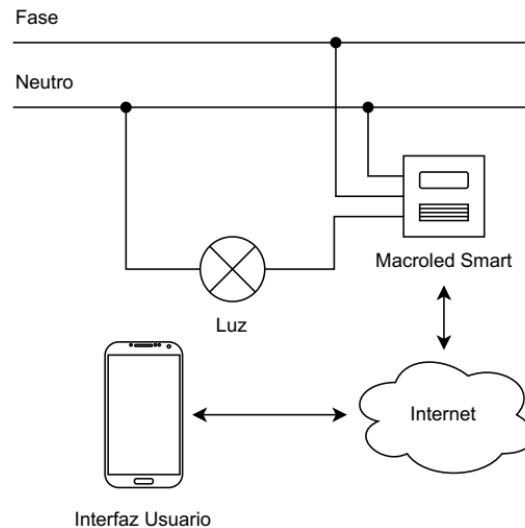 Fase
Neutro
Macroled Smart
Luz
Internet
Interfaz Usuario